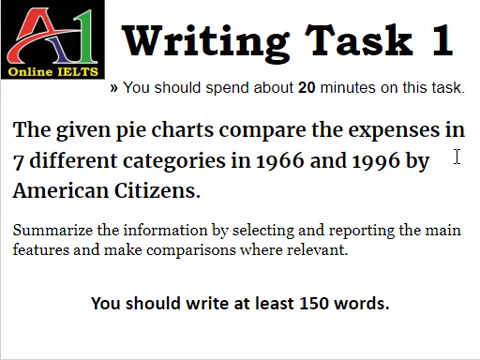 A1
Online IELTS
Writing Task 1
» You should spend about 20 minutes on this task.
The given pie charts compare the expenses in
7 different categories in 1966 and 1996 by
American Citizens.
Summarize the information by selecting and reporting the main
features and make comparisons where relevant.
You should write at least 150 words.